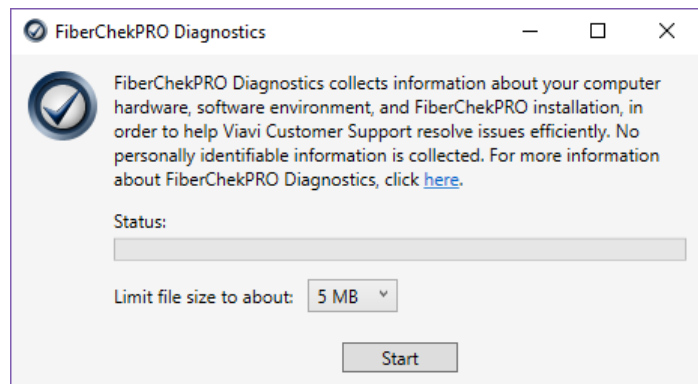 FiberChekPRO Diagnostics
FiberChekPRO Diagnostics collects information about your computer
hardware, software environment, and FiberChekPRO installation, in
order to help Viavi Customer Support resolve issues efficiently. No
personally identifiable information is collected. For more information
about FiberChekPRO Diagnostics, click here.
Status:
Limit file size to about: 5 MB
Start